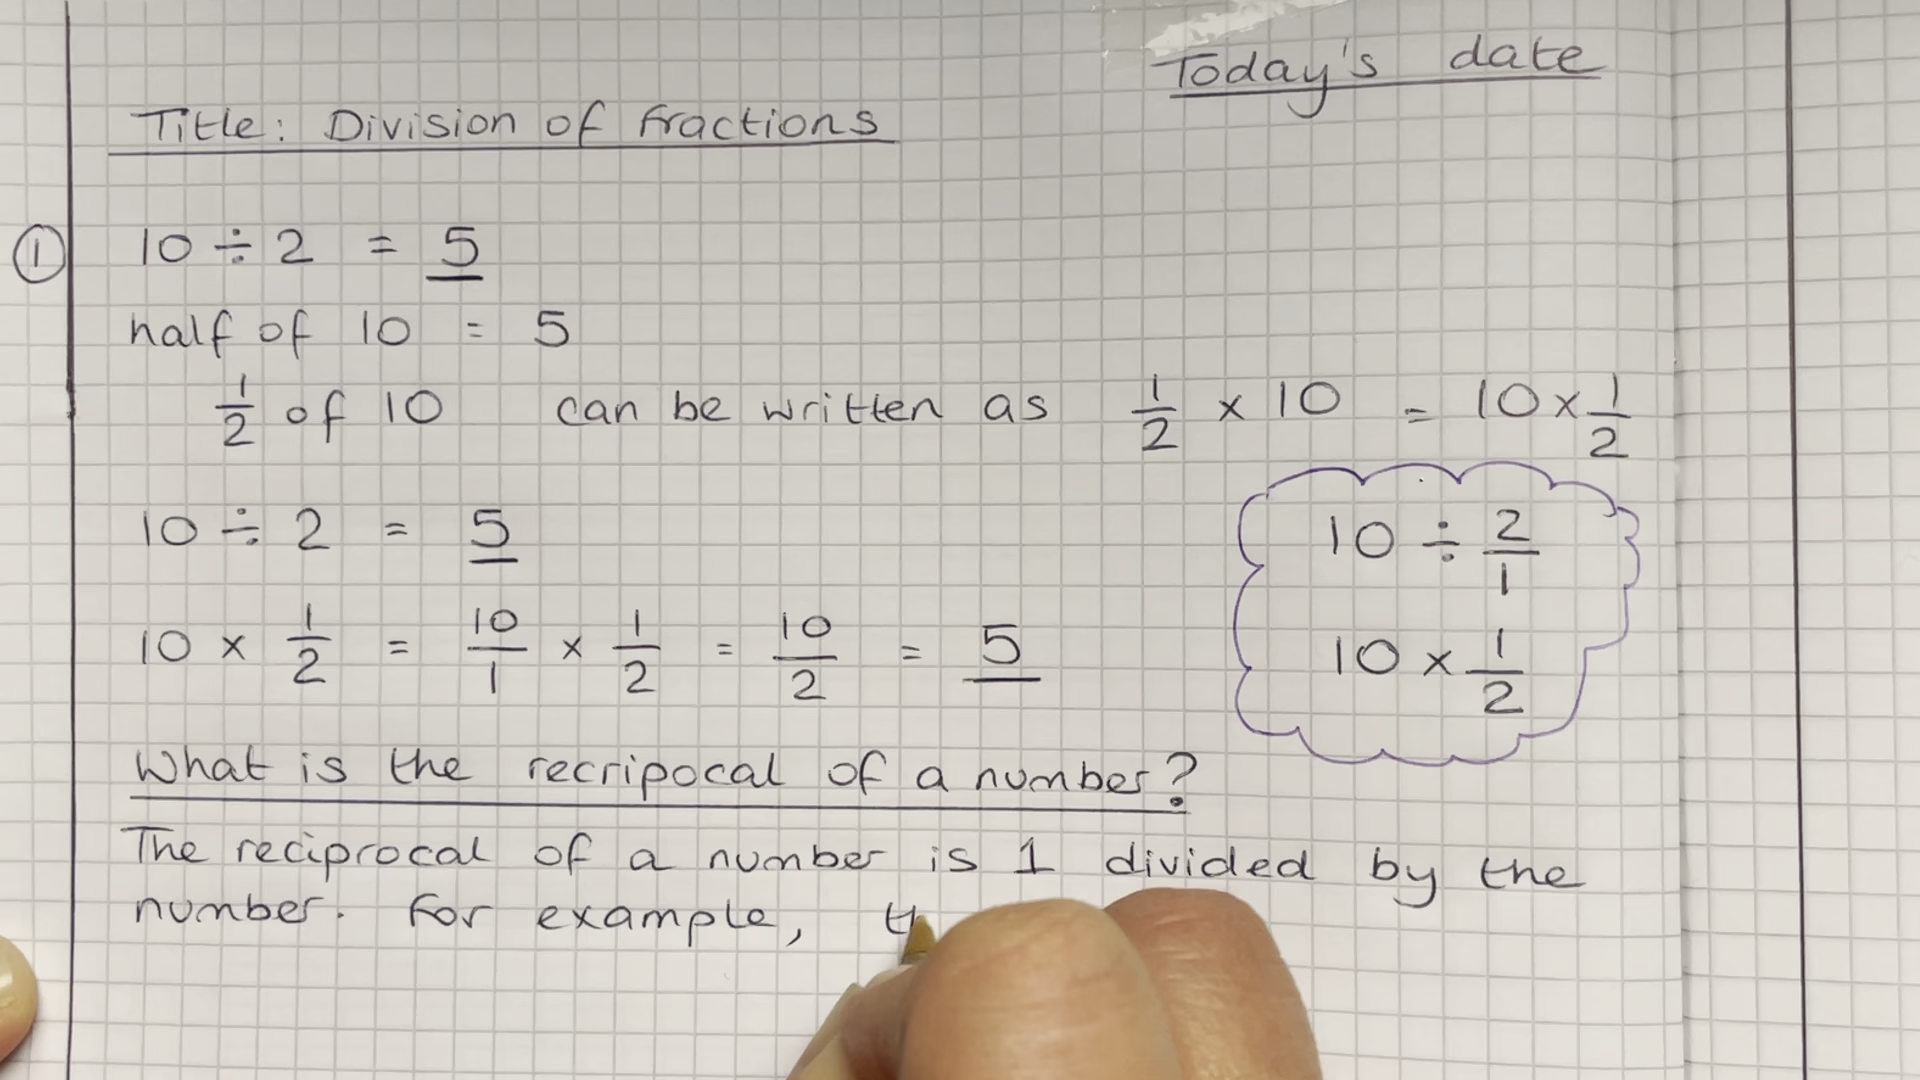 Today's date
Title: Division of fractions
① 10 ÷ 2 = 5
half of 10 = 5
1/2 of 10 can be written as 1/2 × 10 = 10 × 1/2
10 ÷ 2 = 5
10 ÷ 2/1
10 × 1/2 = 10/1 × 1/2 = 10/2 = 5
10 × 1/2
What is the recripocal of a number?
The reciprocal of a number is 1 divided by the
number. For example,